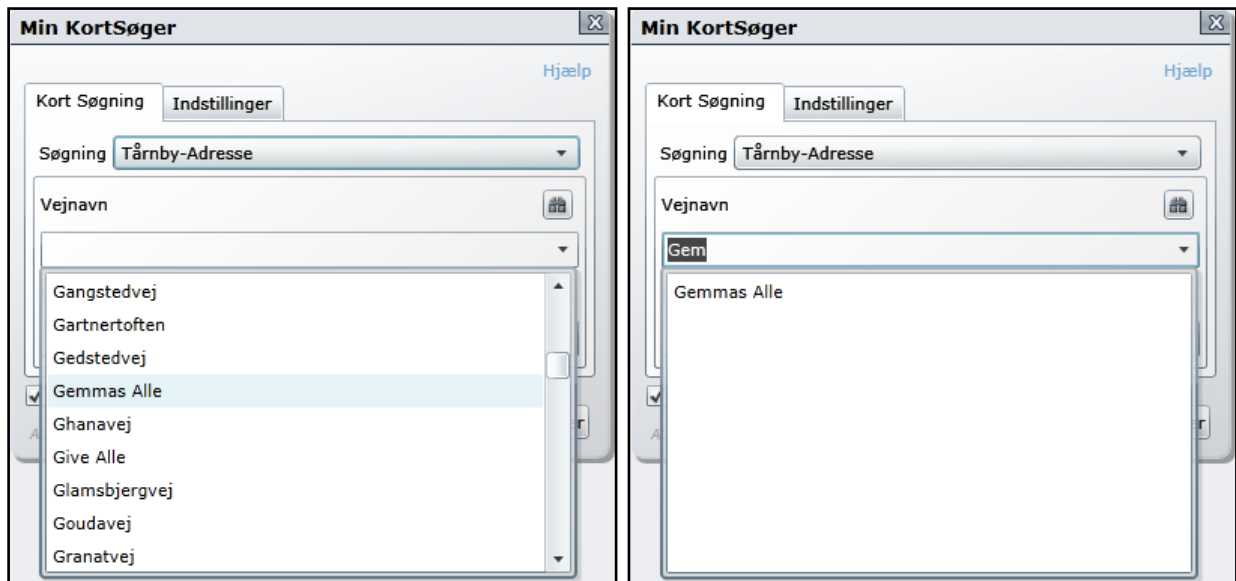 Min KortSøger
Hjælp
Kort Søgning
Indstillinger
Søgning Tårnby-Adresse
Vejnavn
Gangstedvej
Gartnertoften
Gedstedvej
Gemmas Alle
Ghanavej
Give Alle
Glamsbjergvej
Goudavej
Granatvej
Min KortSøger
Hjælp
Kort Søgning
Indstillinger
Søgning Tårnby-Adresse
Vejnavn
Gem
Gemmas Alle